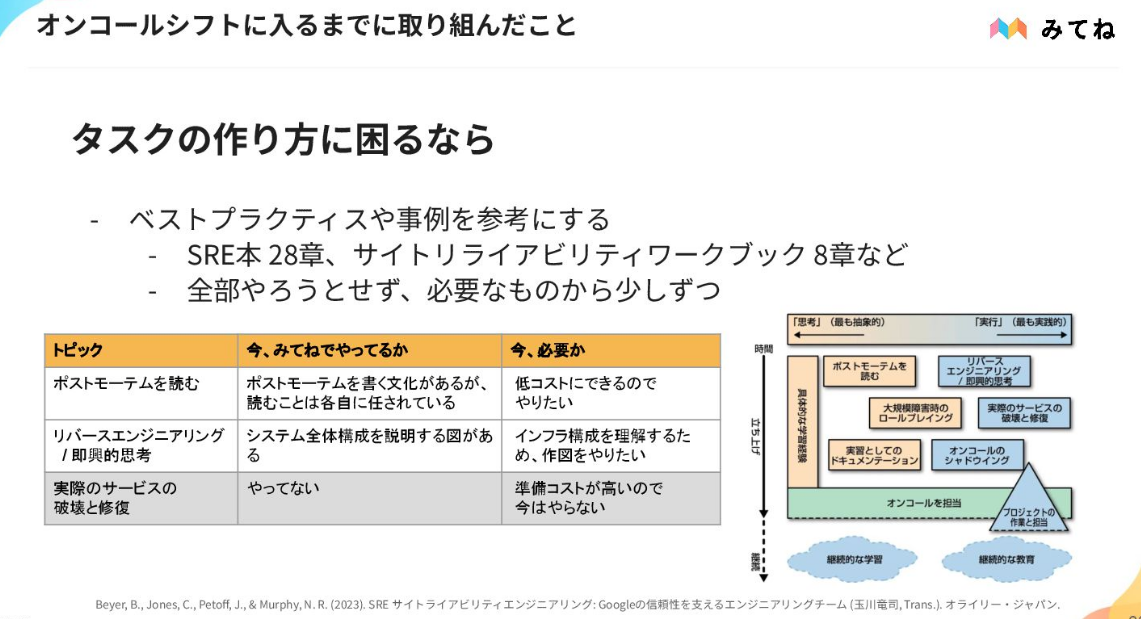 オンコールシフトに入るまでに取り組んだこと
みてね
タスクの作り方に困るなら
- ベストプラクティスや事例を参考にする
- SRE本 28章、サイトリライアビリティワークブック 8章など
- 全部やろうとせず、必要なものから少しずつ
トピック
今、みてねでやってるか
今、必要か
ポストモーテムを読む
ポストモーテムを書く文化があるが、
読むことは各自に任されている
低コストにできるので
やりたい
リバースエンジニアリング
/ 即興的思考
システム全体構成を説明する図があ
る
インフラ構成を理解するた
め、作図をやりたい
実際のサービスの
破壊と修復
やってない
準備コストが高いので
今はやらない
「思考」（最も抽象的）
「実行」（最も実践的）
時間
立ち上げ
継続
具体的な学習経験
ポストモーテムを
読む
リバース
エンジニアリング
/ 即興的思考
大規模障害時の
ロールプレイング
実際のサービスの
破壊と修復
実習としての
ドキュメンテーション
オンコールの
シャドウイング
オンコールを担当
プロジェクトの
作業と担当
継続的な学習
継続的な教育
Beyer, B., Jones, C., Petoff, J., & Murphy, N. R. (2023). SRE サイトリライアビリティエンジニアリング: Googleの信頼性を支えるエンジニアリングチーム (玉川竜司, Trans.). オライリー・ジャパン.